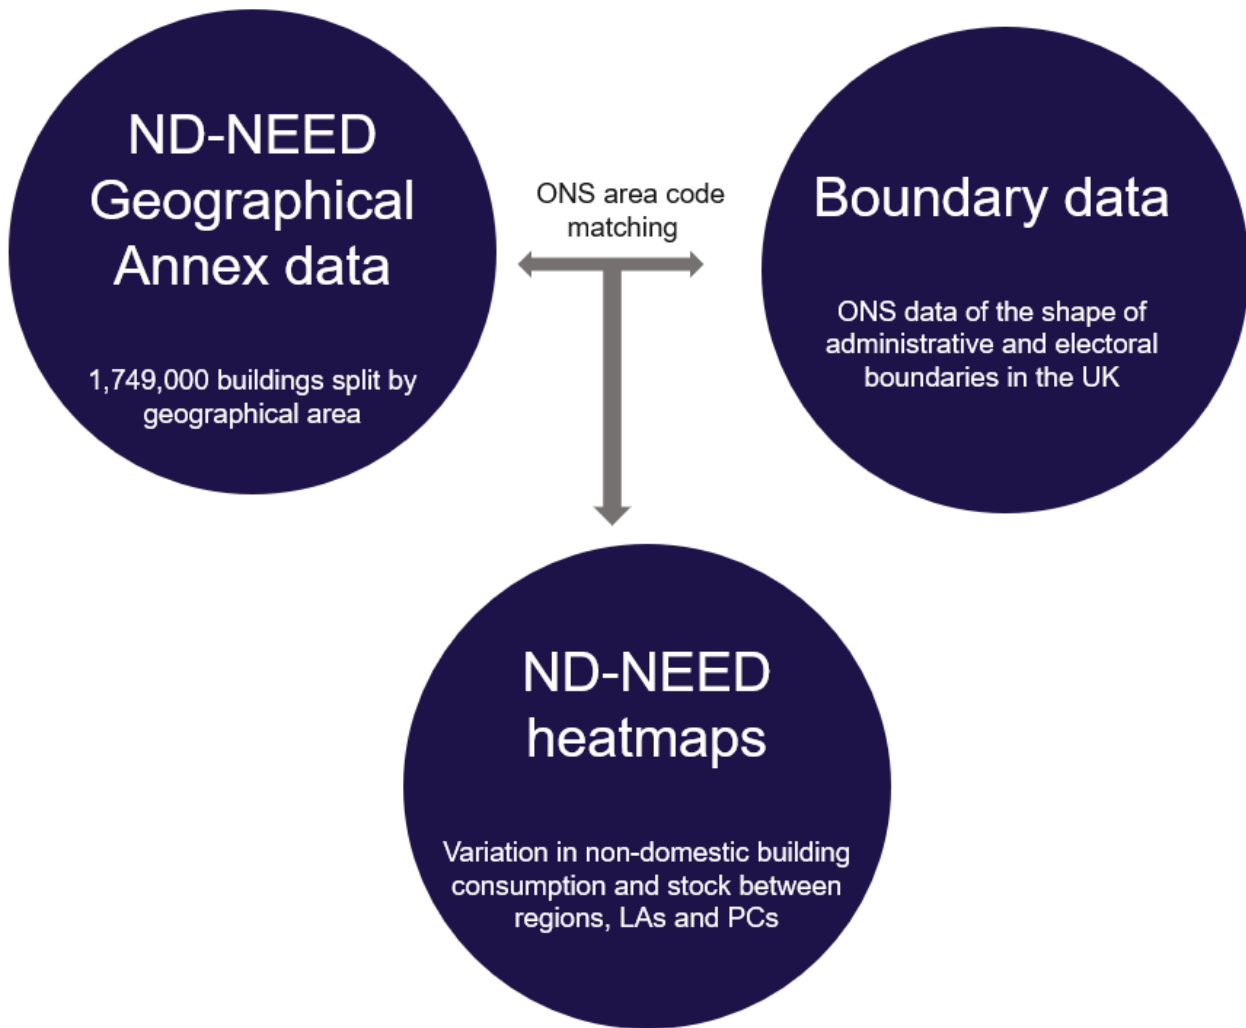 ND-NEED
Geographical
Annex data
1,749,000 buildings split by
geographical area
ONS area code
matching
Boundary data
ONS data of the shape of
administrative and electoral
boundaries in the UK
ND-NEED
heatmaps
Variation in non-domestic building
consumption and stock between
regions, LAs and PCs